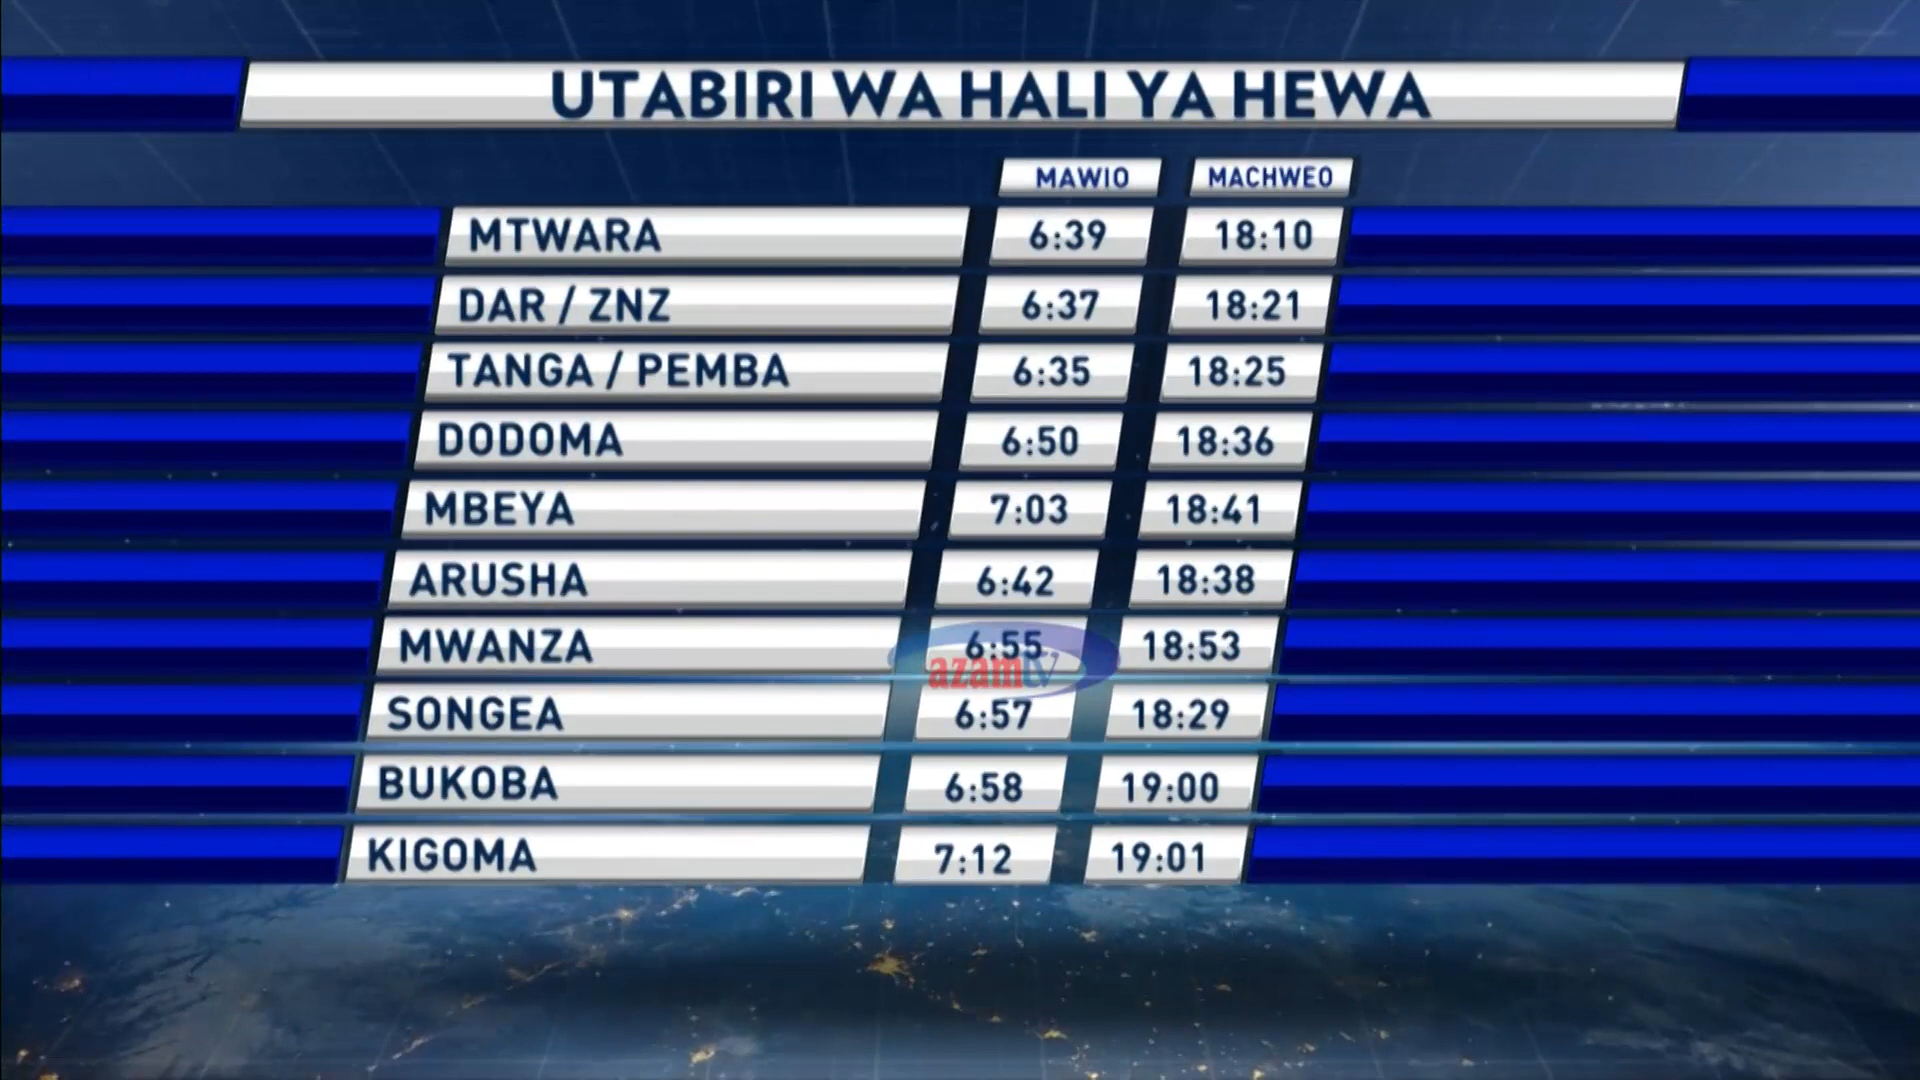 UTABIRI WA HALI YA HEWA
MAWIO MACHWEO
MTWARA 6:39 18:10
DAR / ZNZ 6:37 18:21
TANGA / PEMBA 6:35 18:25
DODOMA 6:50 18:36
MBEYA 7:03 18:41
ARUSHA 6:42 18:38
MWANZA 6:55 18:53
azamtv
SONGEA 6:57 18:29
BUKOBA 6:58 19:00
KIGOMA 7:12 19:01